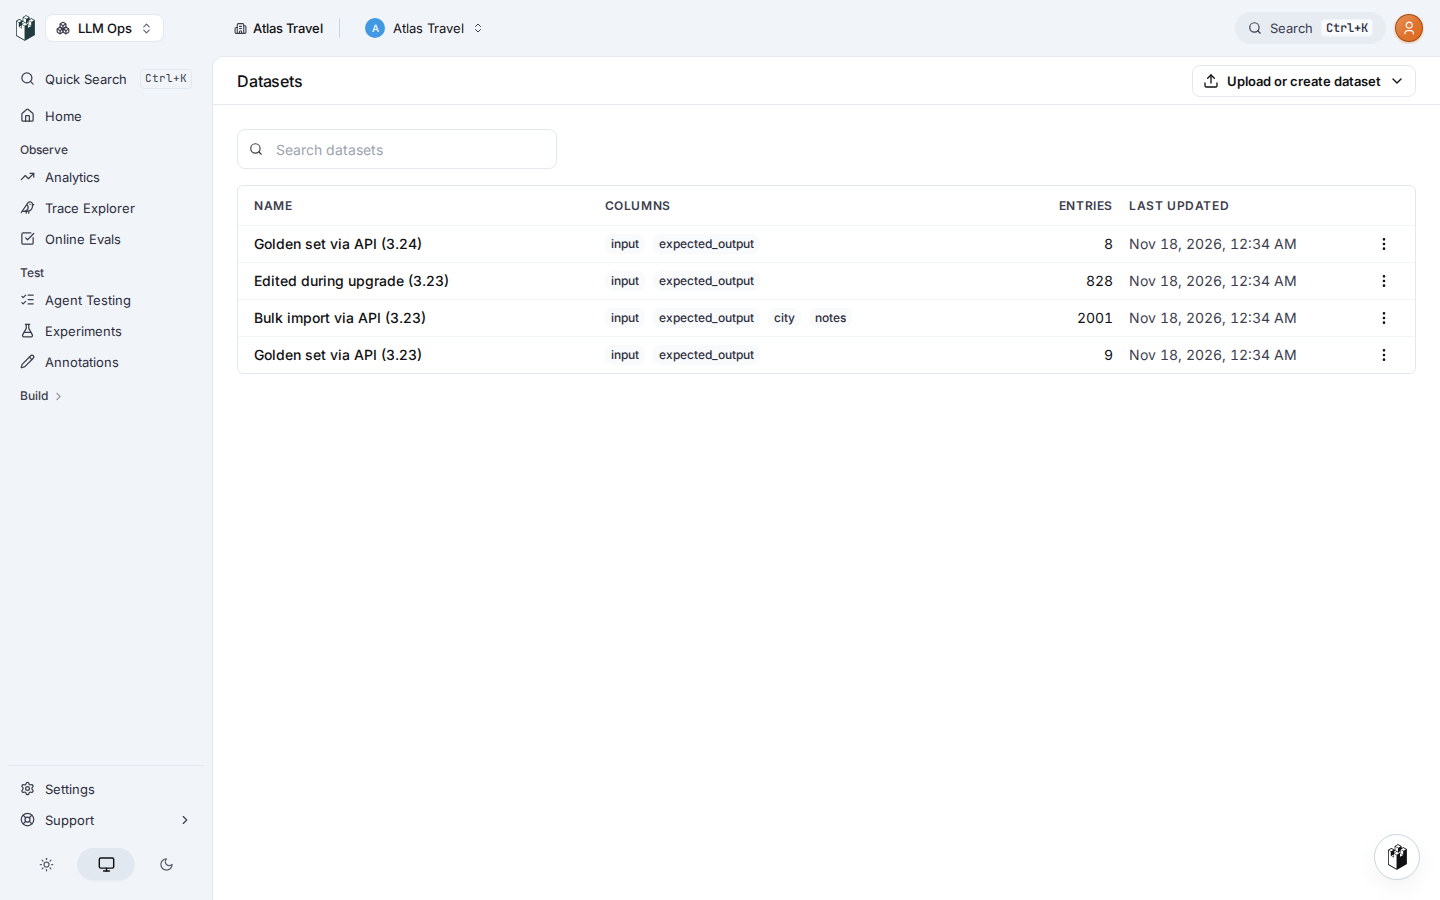 LLM Ops
Atlas Travel
A Atlas Travel
Search Ctrl+K
Quick Search Ctrl+K
Home
Observe
Analytics
Trace Explorer
Online Evals
Test
Agent Testing
Experiments
Annotations
Build
Settings
Support
Datasets
Upload or create dataset
Search datasets
NAME COLUMNS ENTRIES LAST UPDATED
Golden set via API (3.24) input expected_output 8 Nov 18, 2026, 12:34 AM
Edited during upgrade (3.23) input expected_output 828 Nov 18, 2026, 12:34 AM
Bulk import via API (3.23) input expected_output city notes 2001 Nov 18, 2026, 12:34 AM
Golden set via API (3.23) input expected_output 9 Nov 18, 2026, 12:34 AM